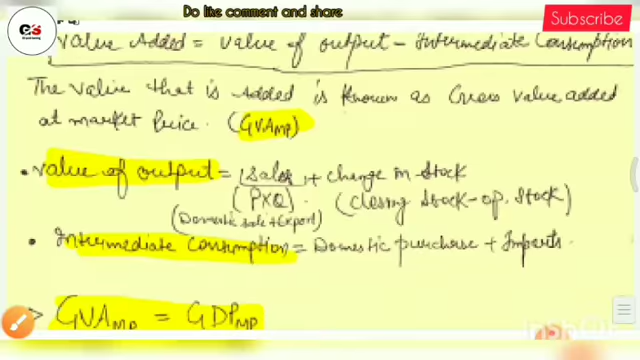 Do like comment and share
Subscribe
Value Added = Value of output - Intermediate Consumption
The value that is Added is known as Gross value added
at market Price. (GVAMP)
• Value of output = sales + change in stock
(P×Q). (Closing Stock - op. Stock)
(Domestic sale + Export)
• Intermediate Consumption = Domestic purchase + Imports.
> GVAMP = GDPMP
InShOt